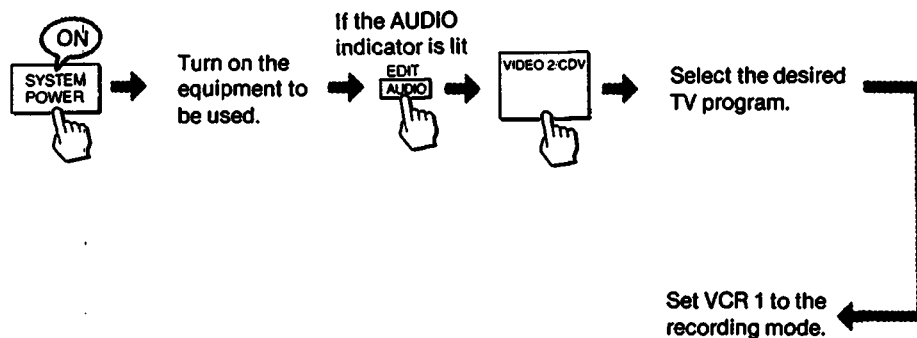 ON
SYSTEM
POWER
Turn on the
equipment to
be used.
If the AUDIO
indicator is lit
EDIT
AUDIO
VIDEO 2/CDV
Select the desired
TV program.
Set VCR 1 to the
recording mode.